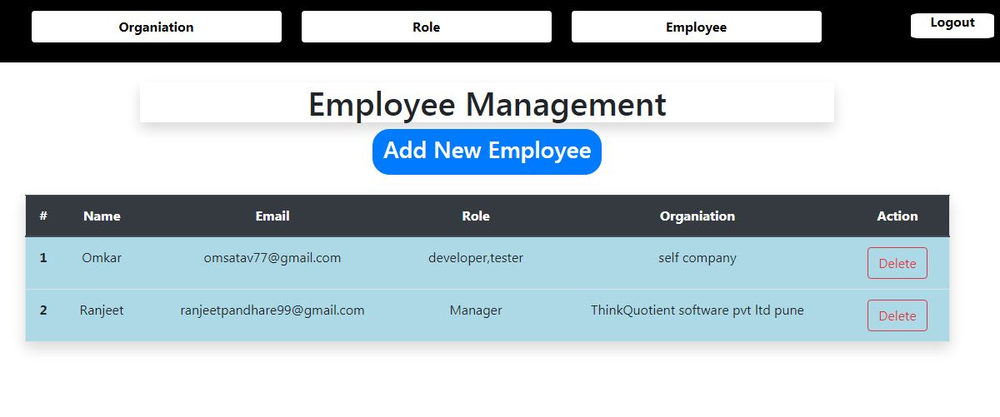 Organiation Role Employee Logout
Employee Management
Add New Employee
# Name Email Role Organiation Action
1 Omkar omsatav77@gmail.com developer,tester self company Delete
2 Ranjeet ranjeetpandhare99@gmail.com Manager ThinkQuotient software pvt ltd pune Delete